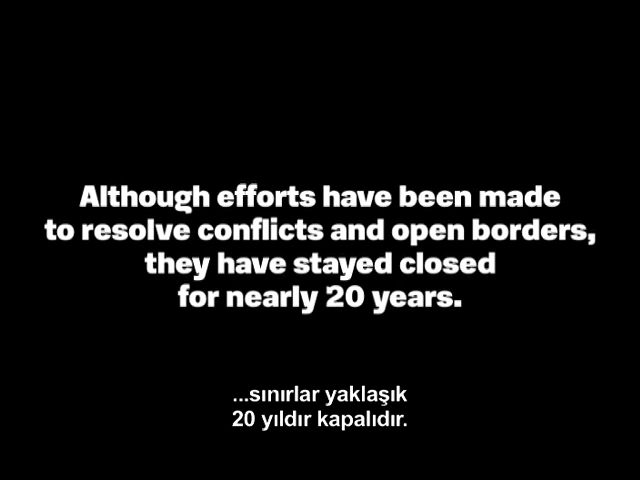 Although efforts have been made
to resolve conflicts and open borders,
they have stayed closed
for nearly 20 years.
...sınırlar yaklaşık
20 yıldır kapalıdır.